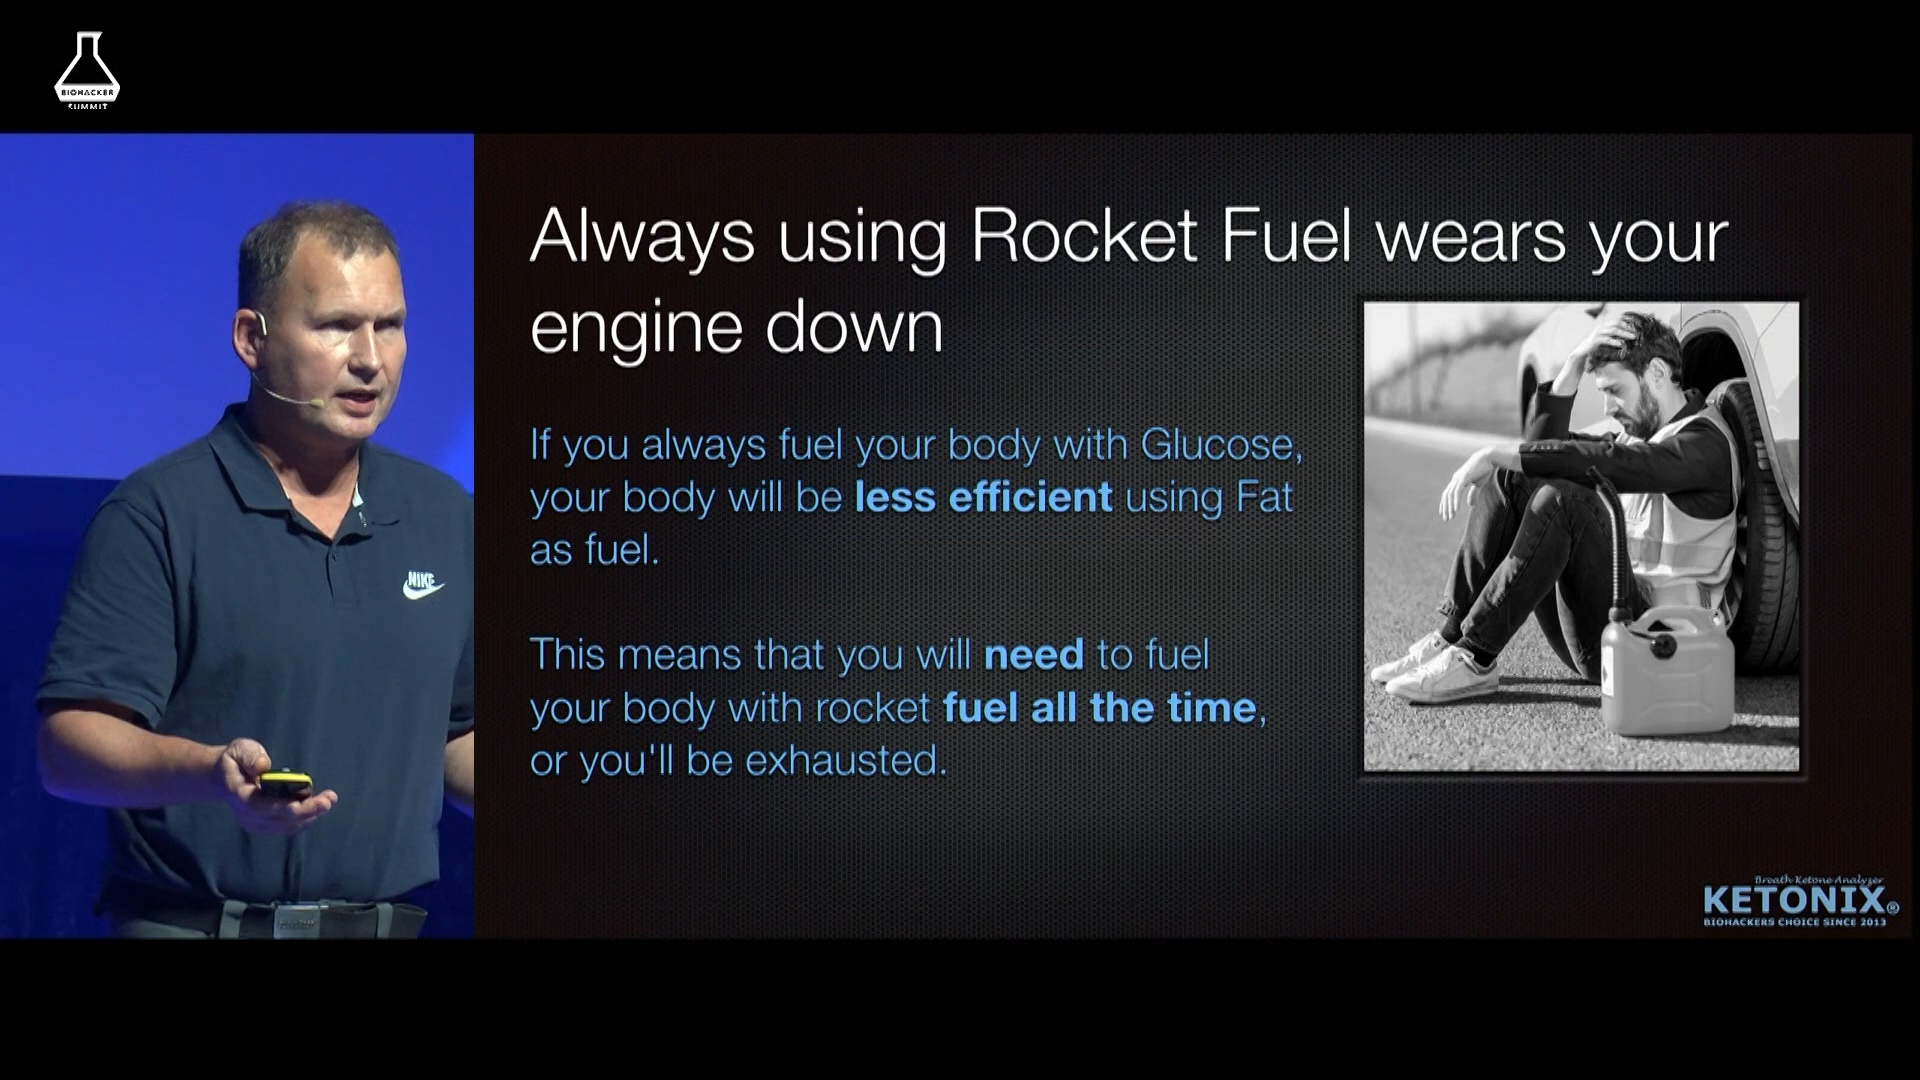 BIOHACKER
SUMMIT
Always using Rocket Fuel wears your
engine down
If you always fuel your body with Glucose,
your body will be less efficient using Fat
as fuel.
This means that you will need to fuel
your body with rocket fuel all the time,
or you'll be exhausted.
NIKE
Breath Ketone Analyzer
KETONIX®
BIOHACKERS CHOICE SINCE 2013